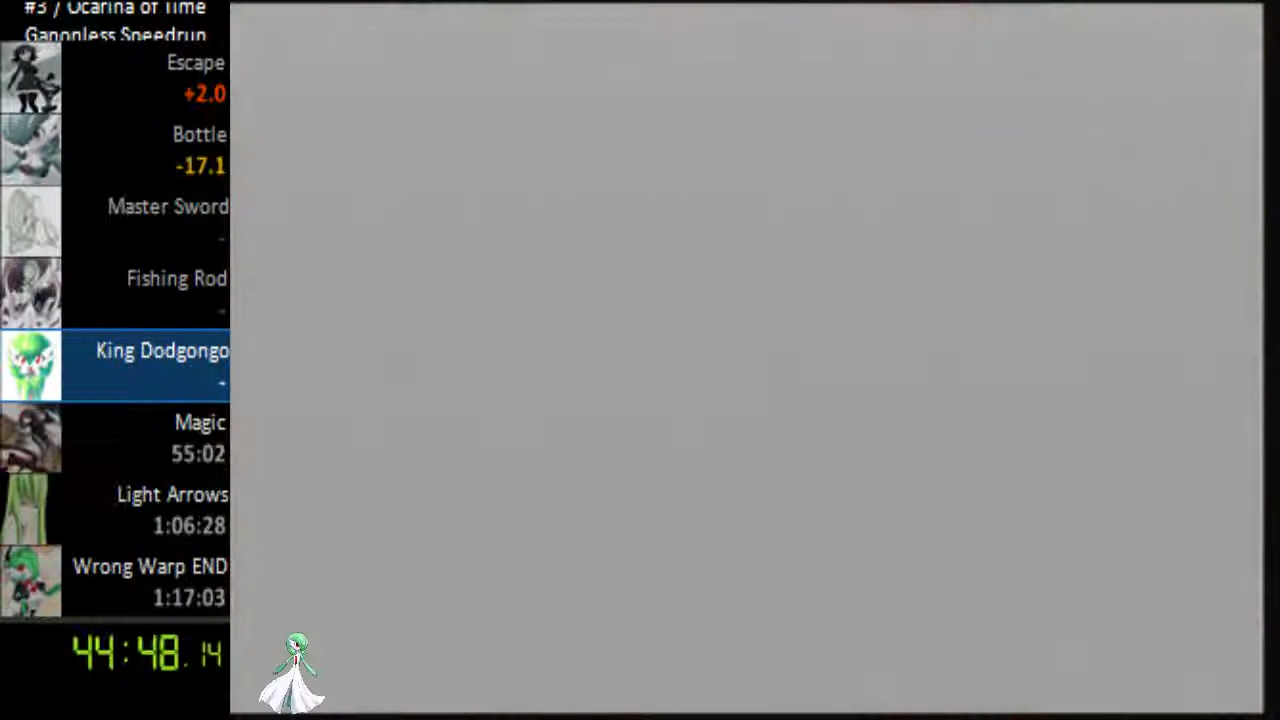 #3 / Ocarina of Time
Ganonless Speedrun
Escape
+2.0
Bottle
-17.1
Master Sword
-
Fishing Rod
-
King Dodgongo
-
Magic
55:02
Light Arrows
1:06:28
Wrong Warp END
1:17:03
44:48.14